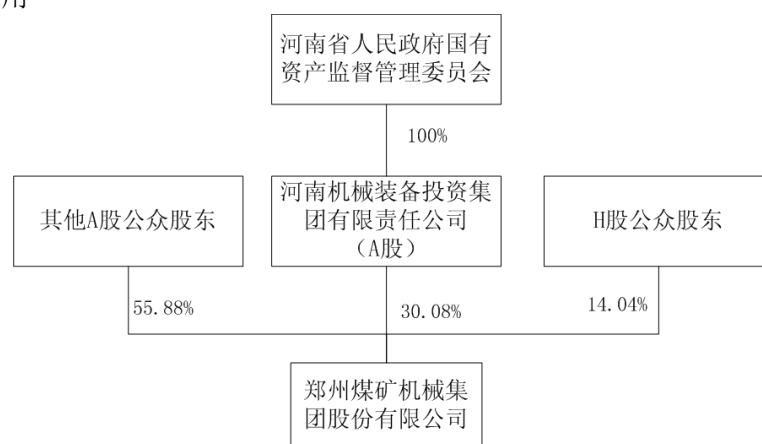 河南省人民政府国有
资产监督管理委员会
100%
其他A股公众股东
河南机械装备投资集
团有限责任公司
（A股）
H股公众股东
55.88%
30.08%
14.04%
郑州煤矿机械集
团股份有限公司